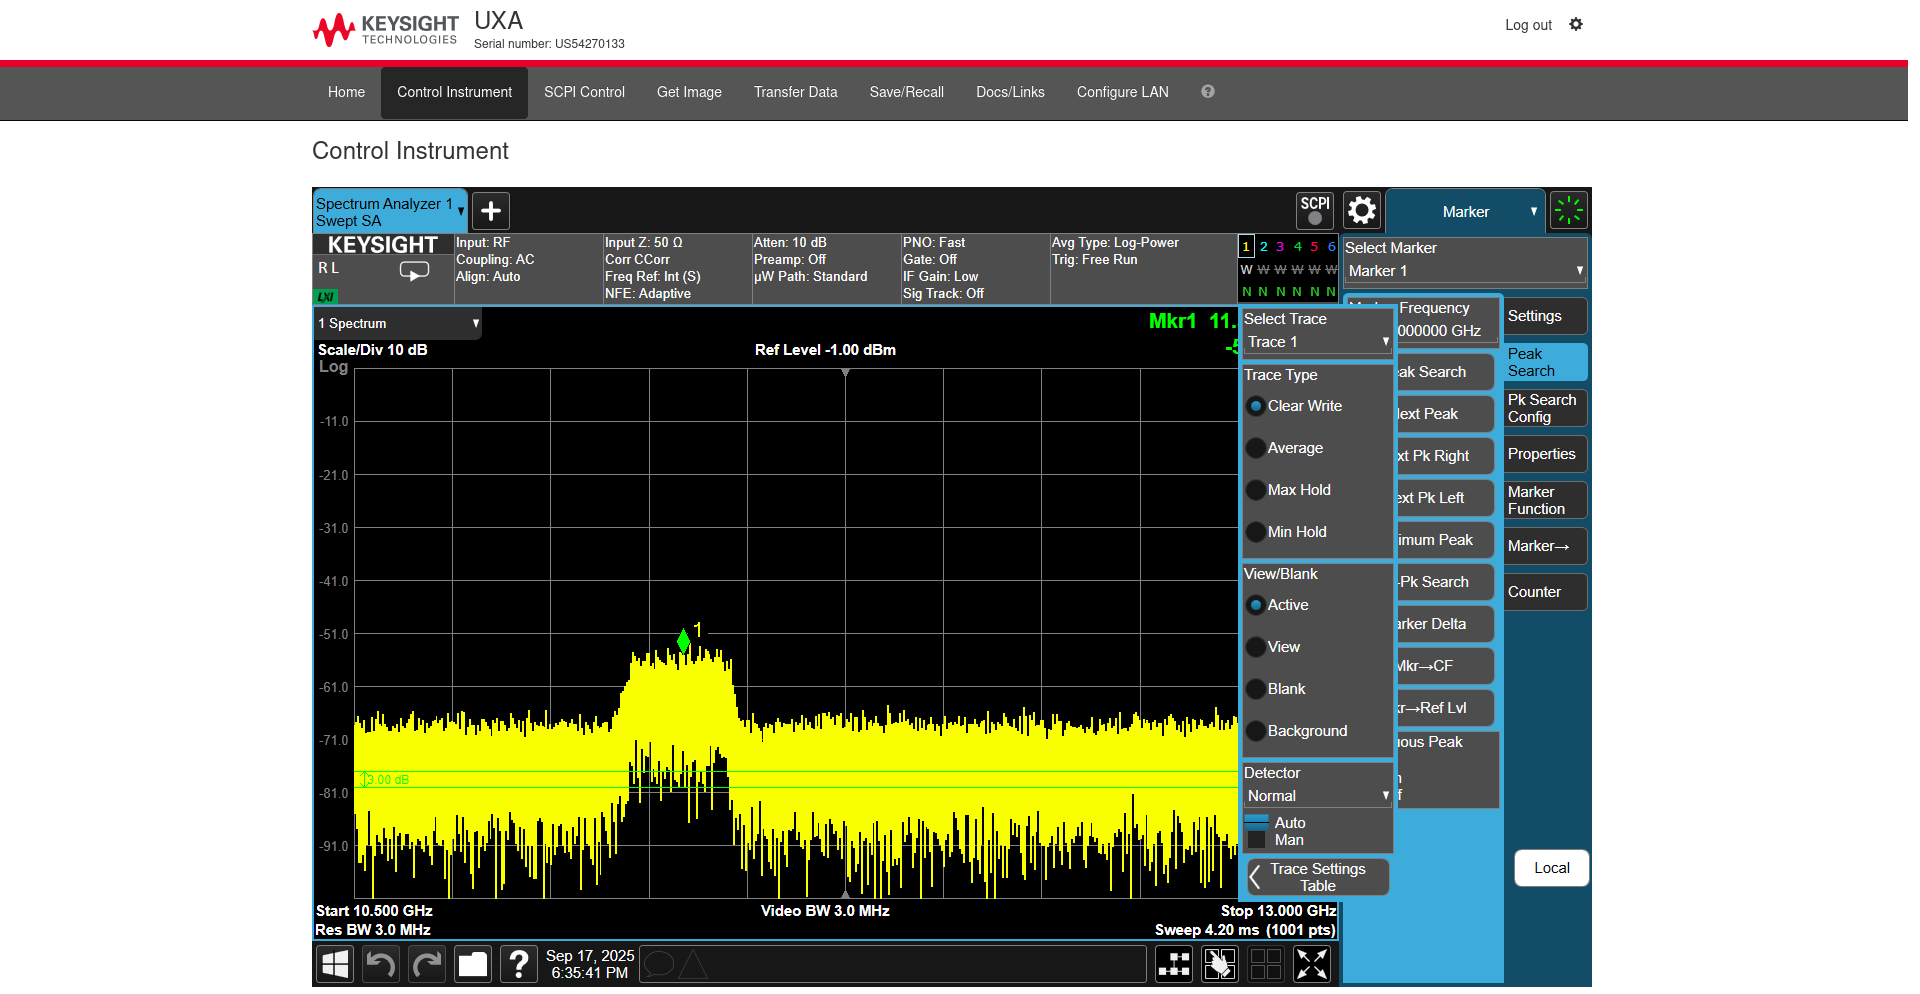 KEYSIGHT
TECHNOLOGIES
UXA
Serial number: US54270133
Log out
Home
Control Instrument
SCPI Control
Get Image
Transfer Data
Save/Recall
Docs/Links
Configure LAN
?
Control Instrument
Spectrum Analyzer 1
Swept SA
SCPI
Marker
KEYSIGHT
R L
LXI
Input: RF
Coupling: AC
Align: Auto
Input Z: 50 Ω
Corr CCorr
Freq Ref: Int (S)
NFE: Adaptive
Atten: 10 dB
Preamp: Off
µW Path: Standard
PNO: Fast
Gate: Off
IF Gain: Low
Sig Track: Off
Avg Type: Log-Power
Trig: Free Run
1 2 3 4 5 6
W W W W W W
N N N N N N
Select Marker
Marker 1
1 Spectrum
Scale/Div 10 dB
Log
Ref Level -1.00 dBm
Mkr1 11.
-5
-11.0
-21.0
-31.0
-41.0
-51.0
-61.0
-71.0
-81.0
-91.0
1
3.00 dB
Start 10.500 GHz
Res BW 3.0 MHz
Video BW 3.0 MHz
Stop 13.000 GHz
Sweep 4.20 ms (1001 pts)
Select Trace
Trace 1
Trace Type
Clear Write
Average
Max Hold
Min Hold
View/Blank
Active
View
Blank
Background
Detector
Normal
Auto
Man
Trace Settings
Table
Frequency
000000 GHz
ak Search
ext Peak
xt Pk Right
ext Pk Left
imum Peak
-Pk Search
arker Delta
Mkr→CF
r→Ref Lvl
uous Peak
Settings
Peak
Search
Pk Search
Config
Properties
Marker
Function
Marker→
Counter
Local
?
Sep 17, 2025
6:35:41 PM